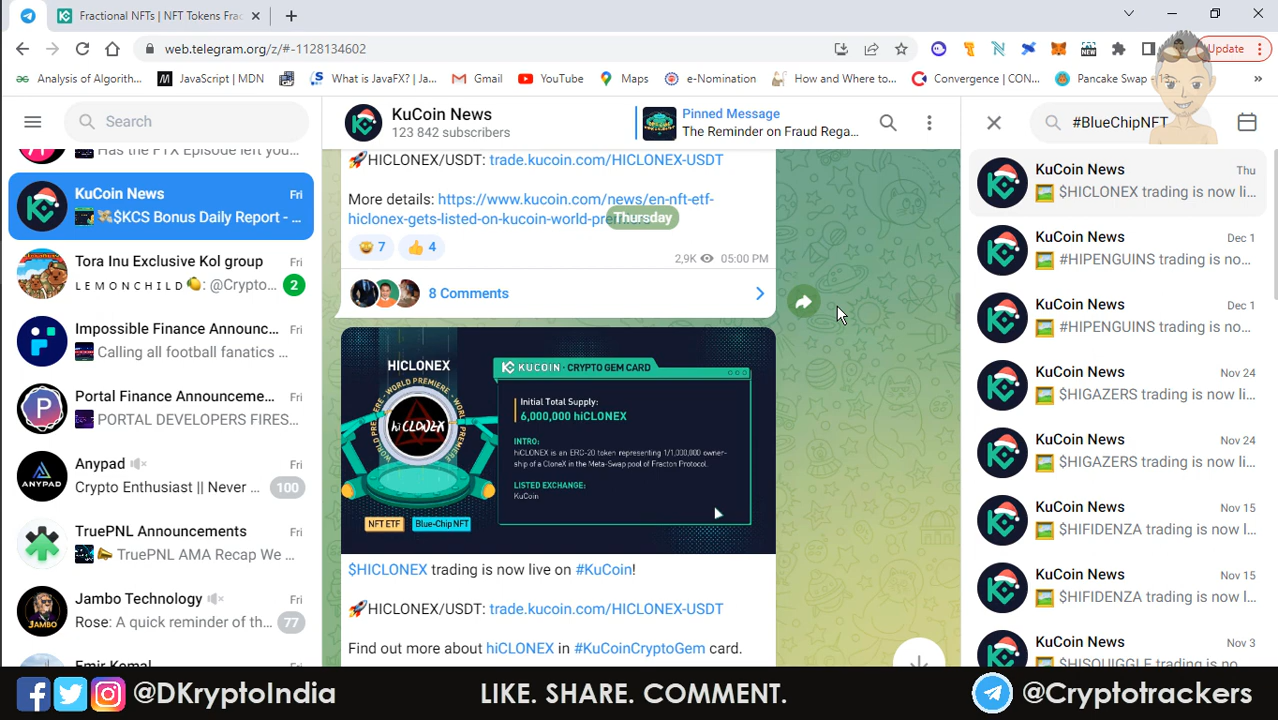 Fractional NFTs | NFT Tokens Frac
web.telegram.org/z/#-1128134602
Update
Analysis of Algorith...
JavaScript | MDN
What is JavaFX? | Ja...
Gmail
YouTube
Maps
e-Nomination
How and Where to...
Convergence | CON...
Pancake Swap
Search
Has the FTX Episode left you...
KuCoin News
Fri
$KCS Bonus Daily Report - ...
Tora Inu Exclusive Kol group
Fri
ʟ ᴇ ᴍ ᴏ ɴ ᴄ ʜ ɪ ʟ ᴅ 🍋: @Crypto...
2
Impossible Finance Announc...
Fri
Calling all football fanatics ...
Portal Finance Announceme...
Fri
PORTAL DEVELOPERS FIRES...
Anypad
Fri
Crypto Enthusiast || Never ...
100
TruePNL Announcements
Fri
TruePNL AMA Recap We ...
Jambo Technology
Fri
Rose: A quick reminder of th...
77
Emir Kemal
KuCoin News
123 842 subscribers
Pinned Message
The Reminder on Fraud Rega...
🚀HICLONEX/USDT: trade.kucoin.com/HICLONEX-USDT
More details: https://www.kucoin.com/news/en-nft-etf-
hiclonex-gets-listed-on-kucoin-world-pre
Thursday
7
👍 4
2,9K
05:00 PM
8 Comments
HICLONEX
WORLD PREMIERE
hiCLONEX
NFT ETF
Blue-Chip NFT
KUCOIN · CRYPTO GEM CARD
Initial Total Supply:
6,000,000 hiCLONEX
INTRO:
hiCLONEX is an ERC-20 token representing 1/1,000,000 owner-
ship of a CloneX in the Meta-Swap pool of Fracton Protocol.
LISTED EXCHANGE:
KuCoin
$HICLONEX trading is now live on #KuCoin!
🚀HICLONEX/USDT: trade.kucoin.com/HICLONEX-USDT
Find out more about hiCLONEX in #KuCoinCryptoGem card.
#BlueChipNFT
KuCoin News
Thu
$HICLONEX trading is now li...
KuCoin News
Dec 1
#HIPENGUINS trading is no...
KuCoin News
Dec 1
#HIPENGUINS trading is no...
KuCoin News
Nov 24
$HIGAZERS trading is now li...
KuCoin News
Nov 24
$HIGAZERS trading is now li...
KuCoin News
Nov 15
$HIFIDENZA trading is now l...
KuCoin News
Nov 15
$HIFIDENZA trading is now l...
KuCoin News
Nov 3
$HISQUIGGLE trading is no...
@DKryptoIndia
LIKE. SHARE. COMMENT.
@Cryptotrackers